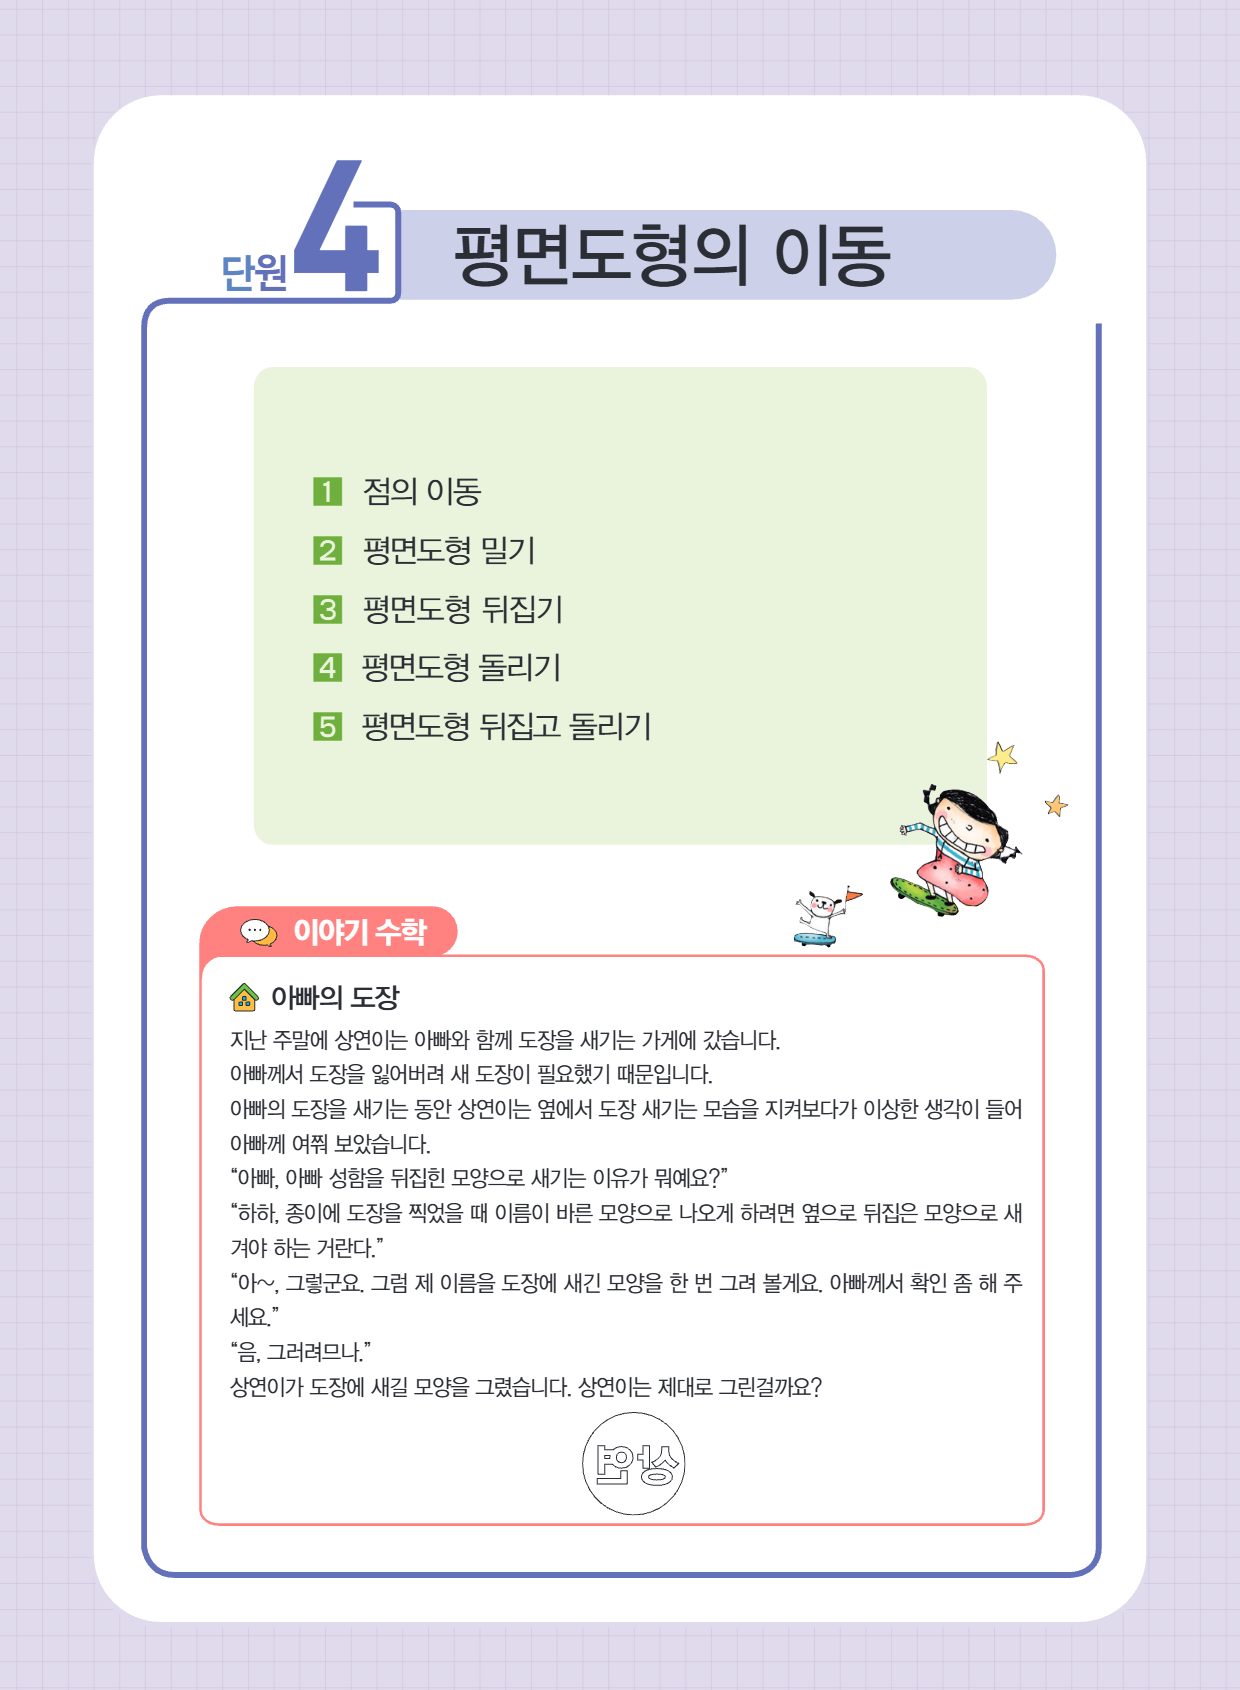 단원 4 평면도형의 이동
1 점의 이동
2 평면도형 밀기
3 평면도형 뒤집기
4 평면도형 돌리기
5 평면도형 뒤집고 돌리기
이야기 수학
아빠의 도장
지난 주말에 상연이는 아빠와 함께 도장을 새기는 가게에 갔습니다.
아빠께서 도장을 잃어버려 새 도장이 필요했기 때문입니다.
아빠의 도장을 새기는 동안 상연이는 옆에서 도장 새기는 모습을 지켜보다가 이상한 생각이 들어
아빠께 여쭤 보았습니다.
“아빠, 아빠 성함을 뒤집힌 모양으로 새기는 이유가 뭐예요?”
“하하, 종이에 도장을 찍었을 때 이름이 바른 모양으로 나오게 하려면 옆으로 뒤집은 모양으로 새
겨야 하는 거란다.”
“아~, 그렇군요. 그럼 제 이름을 도장에 새긴 모양을 한 번 그려 볼게요. 아빠께서 확인 좀 해 주
세요.”
“음, 그러려므나.”
상연이가 도장에 새길 모양을 그렸습니다. 상연이는 제대로 그린걸까요?
상연